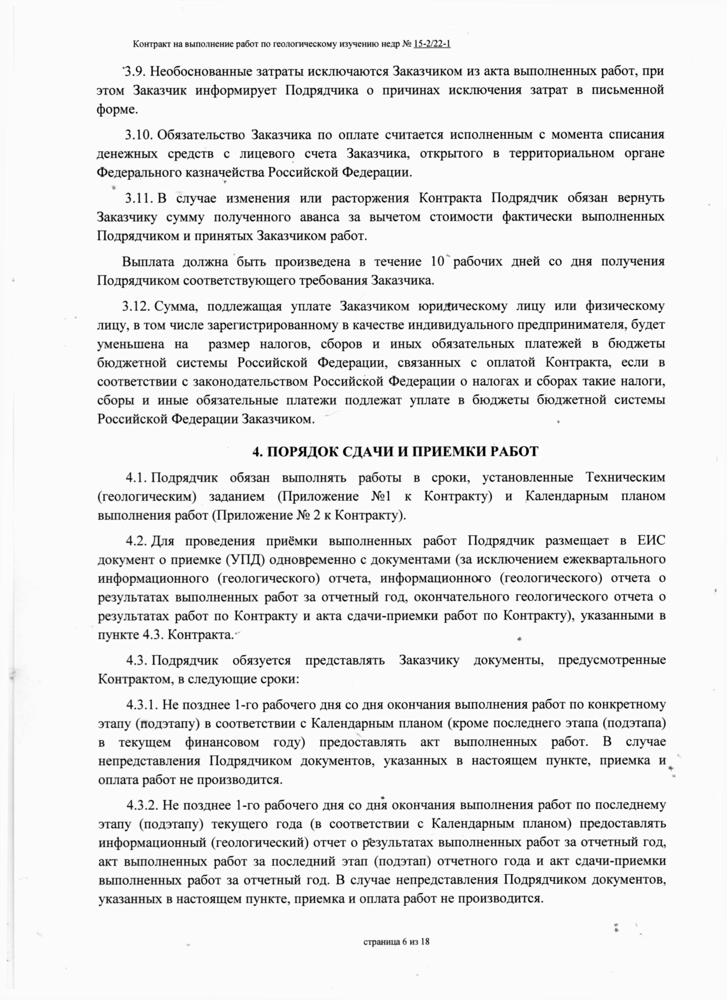 Контракт на выполнение работ по геологическому изучению недр № 15-2/22-1
3.9. Необоснованные затраты исключаются Заказчиком из акта выполненных работ, при
этом Заказчик информирует Подрядчика о причинах исключения затрат в письменной
форме.
3.10. Обязательство Заказчика по оплате считается исполненным с момента списания
денежных средств с лицевого счета Заказчика, открытого в территориальном органе
Федерального казначейства Российской Федерации.
3.11. В случае изменения или расторжения Контракта Подрядчик обязан вернуть
Заказчику сумму полученного аванса за вычетом стоимости фактически выполненных
Подрядчиком и принятых Заказчиком работ.
Выплата должна быть произведена в течение 10 рабочих дней со дня получения
Подрядчиком соответствующего требования Заказчика.
3.12. Сумма, подлежащая уплате Заказчиком юридическому лицу или физическому
лицу, в том числе зарегистрированному в качестве индивидуального предпринимателя, будет
уменьшена на размер налогов, сборов и иных обязательных платежей в бюджеты
бюджетной системы Российской Федерации, связанных с оплатой Контракта, если в
соответствии с законодательством Российской Федерации о налогах и сборах такие налоги,
сборы и иные обязательные платежи подлежат уплате в бюджеты бюджетной системы
Российской Федерации Заказчиком.
4. ПОРЯДОК СДАЧИ И ПРИЕМКИ РАБОТ
4.1. Подрядчик обязан выполнять работы в сроки, установленные Техническим
(геологическим) заданием (Приложение №1 к Контракту) и Календарным планом
выполнения работ (Приложение № 2 к Контракту).
4.2. Для проведения приёмки выполненных работ Подрядчик размещает в ЕИС
документ о приемке (УПД) одновременно с документами (за исключением ежеквартального
информационного (геологического) отчета, информационного (геологического) отчета о
результатах выполненных работ за отчетный год, окончательного геологического отчета о
результатах работ по Контракту и акта сдачи-приемки работ по Контракту), указанными в
пункте 4.3. Контракта.
4.3. Подрядчик обязуется представлять Заказчику документы, предусмотренные
Контрактом, в следующие сроки:
4.3.1. Не позднее 1-го рабочего дня со дня окончания выполнения работ по конкретному
этапу (подэтапу) в соответствии с Календарным планом (кроме последнего этапа (подэтапа)
в текущем финансовом году) предоставлять акт выполненных работ. В случае
непредставления Подрядчиком документов, указанных в настоящем пункте, приемка и
оплата работ не производится.
4.3.2. Не позднее 1-го рабочего дня со дня окончания выполнения работ по последнему
этапу (подэтапу) текущего года (в соответствии с Календарным планом) предоставлять
информационный (геологический) отчет о результатах выполненных работ за отчетный год,
акт выполненных работ за последний этап (подэтап) отчетного года и акт сдачи-приемки
выполненных работ за отчетный год. В случае непредставления Подрядчиком документов,
указанных в настоящем пункте, приемка и оплата работ не производится.
страница 6 из 18